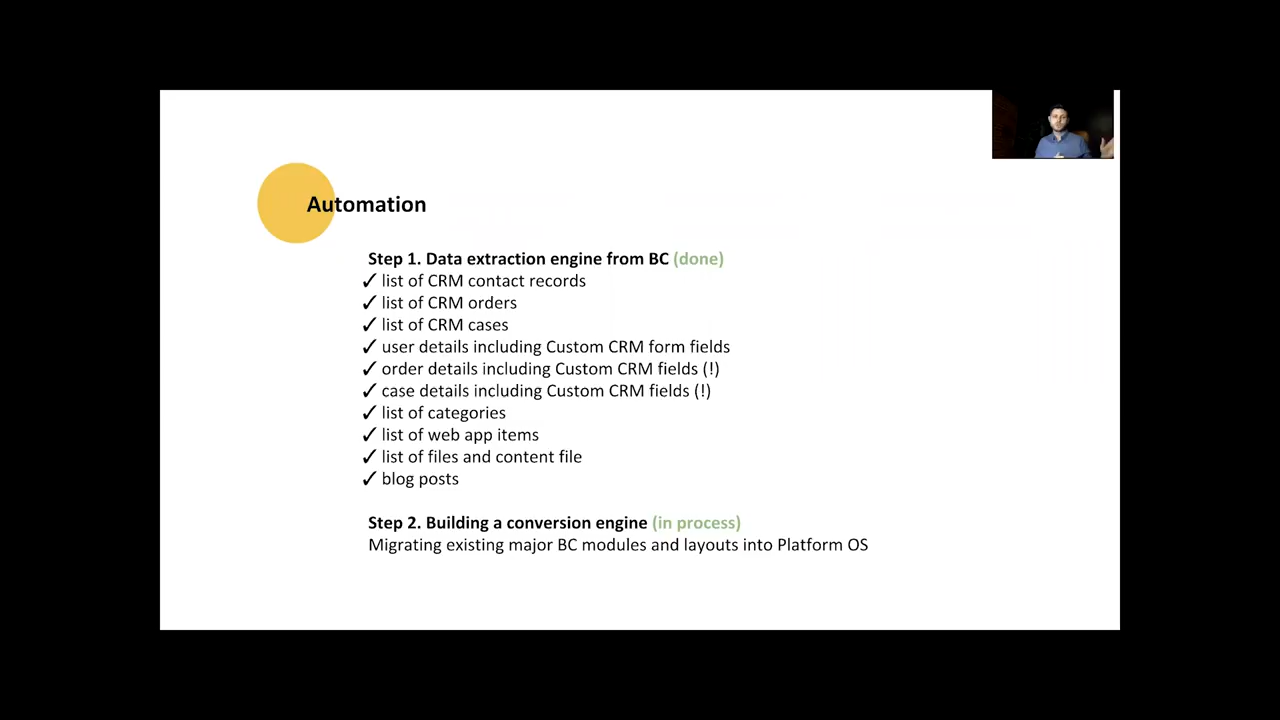 Automation
Step 1. Data extraction engine from BC (done)
✓ list of CRM contact records
✓ list of CRM orders
✓ list of CRM cases
✓ user details including Custom CRM form fields
✓ order details including Custom CRM fields (!)
✓ case details including Custom CRM fields (!)
✓ list of categories
✓ list of web app items
✓ list of files and content file
✓ blog posts
Step 2. Building a conversion engine (in process)
Migrating existing major BC modules and layouts into Platform OS